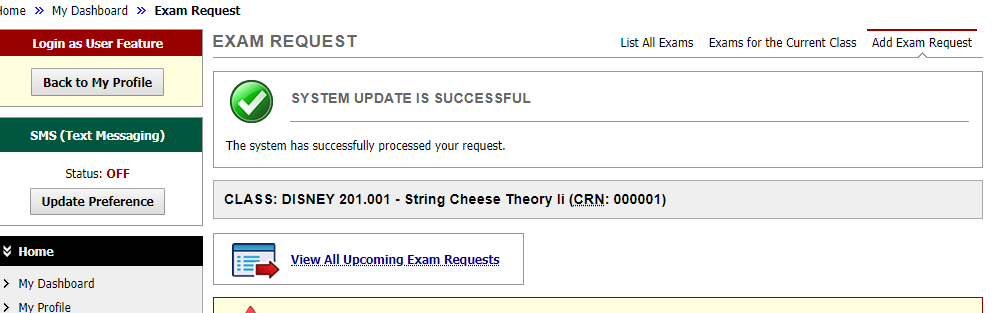 Home » My Dashboard » Exam Request
Login as User Feature
Back to My Profile
SMS (Text Messaging)
Status: OFF
Update Preference
Home
My Dashboard
My Profile
EXAM REQUEST
List All Exams Exams for the Current Class Add Exam Request
SYSTEM UPDATE IS SUCCESSFUL
The system has successfully processed your request.
CLASS: DISNEY 201.001 - String Cheese Theory Ii (CRN: 000001)
View All Upcoming Exam Requests